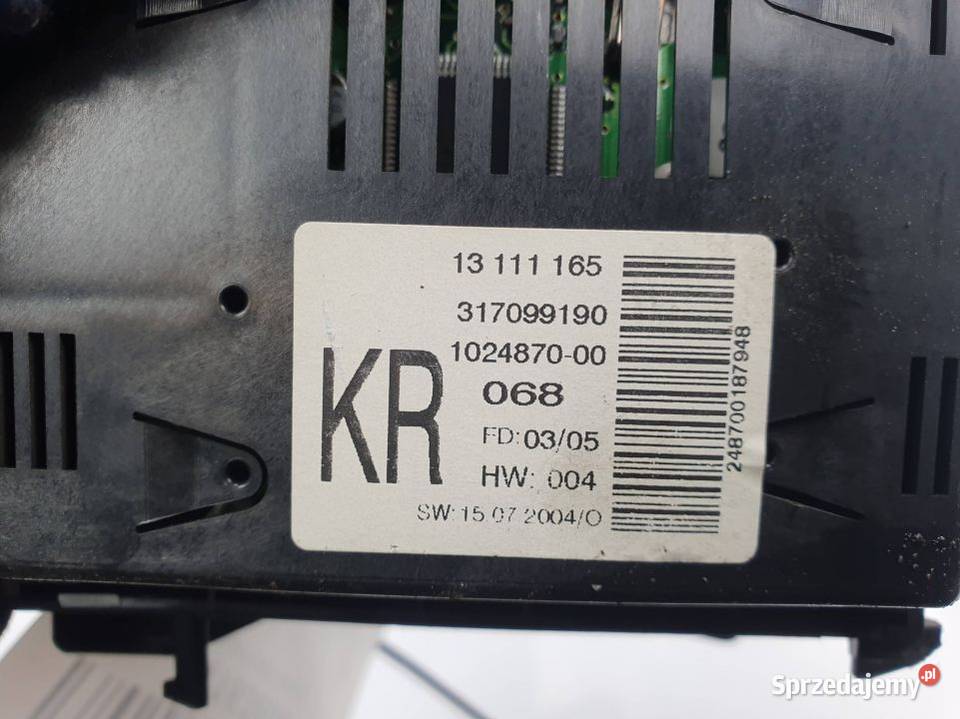 13 111 165
317099190
1024870-00
068
KR
FD: 03/05
HW: 004
SW: 15.07.2004/O
248700187948
Sprzedajemy.pl